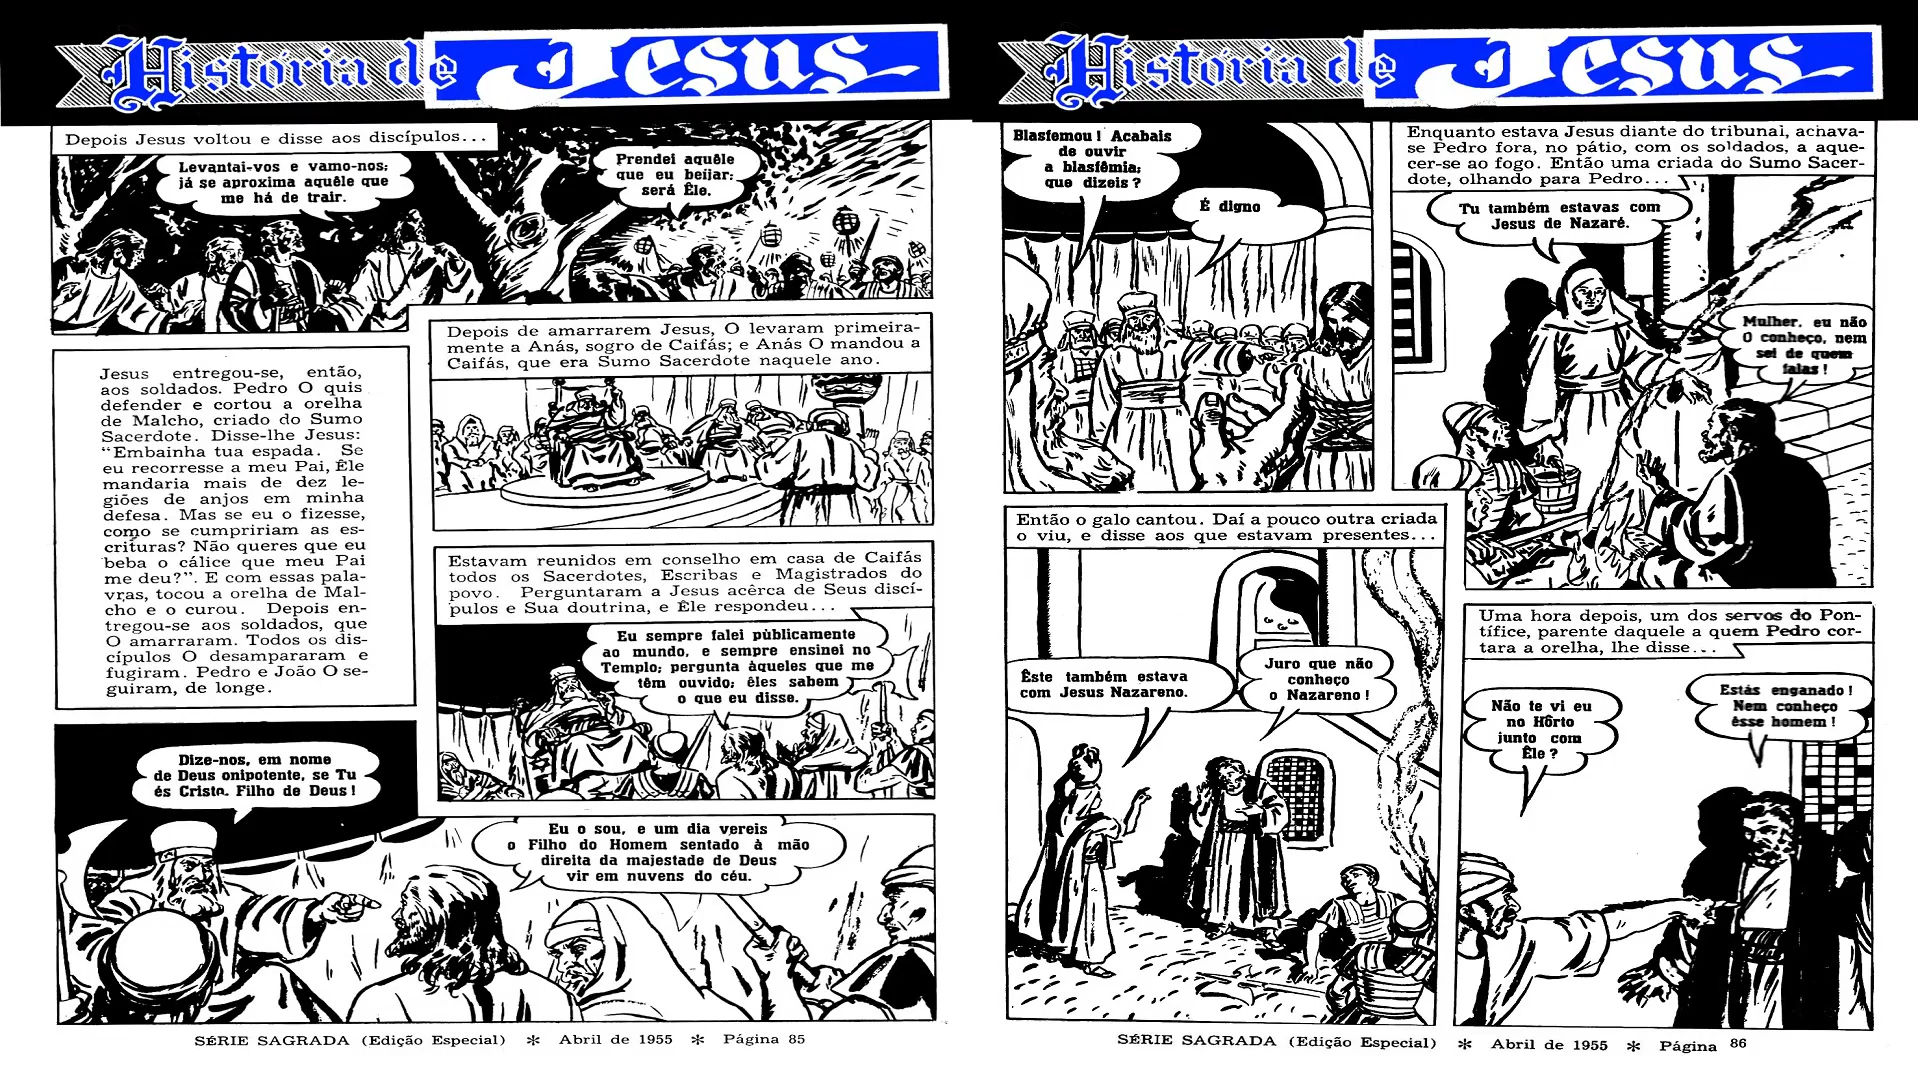 História de Jesus
Depois Jesus voltou e disse aos discípulos...
Levantai-vos e vamo-nos;
já se aproxima aquêle que
me há de trair.
Prendei aquêle
que eu beijar;
será Êle.
Jesus entregou-se, então,
aos soldados. Pedro O quis
defender e cortou a orelha
de Malcho, criado do Sumo
Sacerdote. Disse-lhe Jesus:
“Embainha tua espada. Se
eu recorresse a meu Pai, Êle
mandaria mais de dez le-
giões de anjos em minha
defesa. Mas se eu o fizesse,
como se cumpririam as es-
crituras? Não queres que eu
beba o cálice que meu Pai
me deu?”. E com essas pala-
vras, tocou a orelha de Mal-
cho e o curou. Depois en-
tregou-se aos soldados, que
O amarraram. Todos os dis-
cípulos O desampararam e
fugiram. Pedro e João O se-
guiram, de longe.
Depois de amarrarem Jesus, O levaram primeira-
mente a Anás, sogro de Caifás; e Anás O mandou a
Caifás, que era Sumo Sacerdote naquele ano.
Estavam reunidos em conselho em casa de Caifás
todos os Sacerdotes, Escribas e Magistrados do
povo. Perguntaram a Jesus acêrca de Seus discí-
pulos e Sua doutrina, e Êle respondeu...
Eu sempre falei pùblicamente
ao mundo, e sempre ensinei no
Templo; pergunta àqueles que me
têm ouvido; êles sabem
o que eu disse.
Dize-nos, em nome
de Deus onipotente, se Tu
és Cristo, Filho de Deus!
Eu o sou, e um dia vereis
o Filho do Homem sentado à mão
direita da majestade de Deus
vir em nuvens do céu.
SÉRIE SAGRADA (Edição Especial) * Abril de 1955 * Página 85
História de Jesus
Blasfemou! Acabais
de ouvir
a blasfêmia;
que dizeis?
É digno
Enquanto estava Jesus diante do tribunal, achava-
se Pedro fora, no pátio, com os soldados, a aque-
cer-se ao fogo. Então uma criada do Sumo Sacer-
dote, olhando para Pedro...
Tu também estavas com
Jesus de Nazaré.
Mulher, eu não
O conheço, nem
sei de quem
falas!
Então o galo cantou. Daí a pouco outra criada
o viu, e disse aos que estavam presentes...
Êste também estava
com Jesus Nazareno.
Juro que não
conheço
o Nazareno!
Uma hora depois, um dos servos do Pon-
tífice, parente daquele a quem Pedro cor-
tara a orelha, lhe disse...
Não te vi eu
no Hôrto
junto com
Êle?
Estás enganado!
Nem conheço
êsse homem!
SÉRIE SAGRADA (Edição Especial) * Abril de 1955 * Página 86